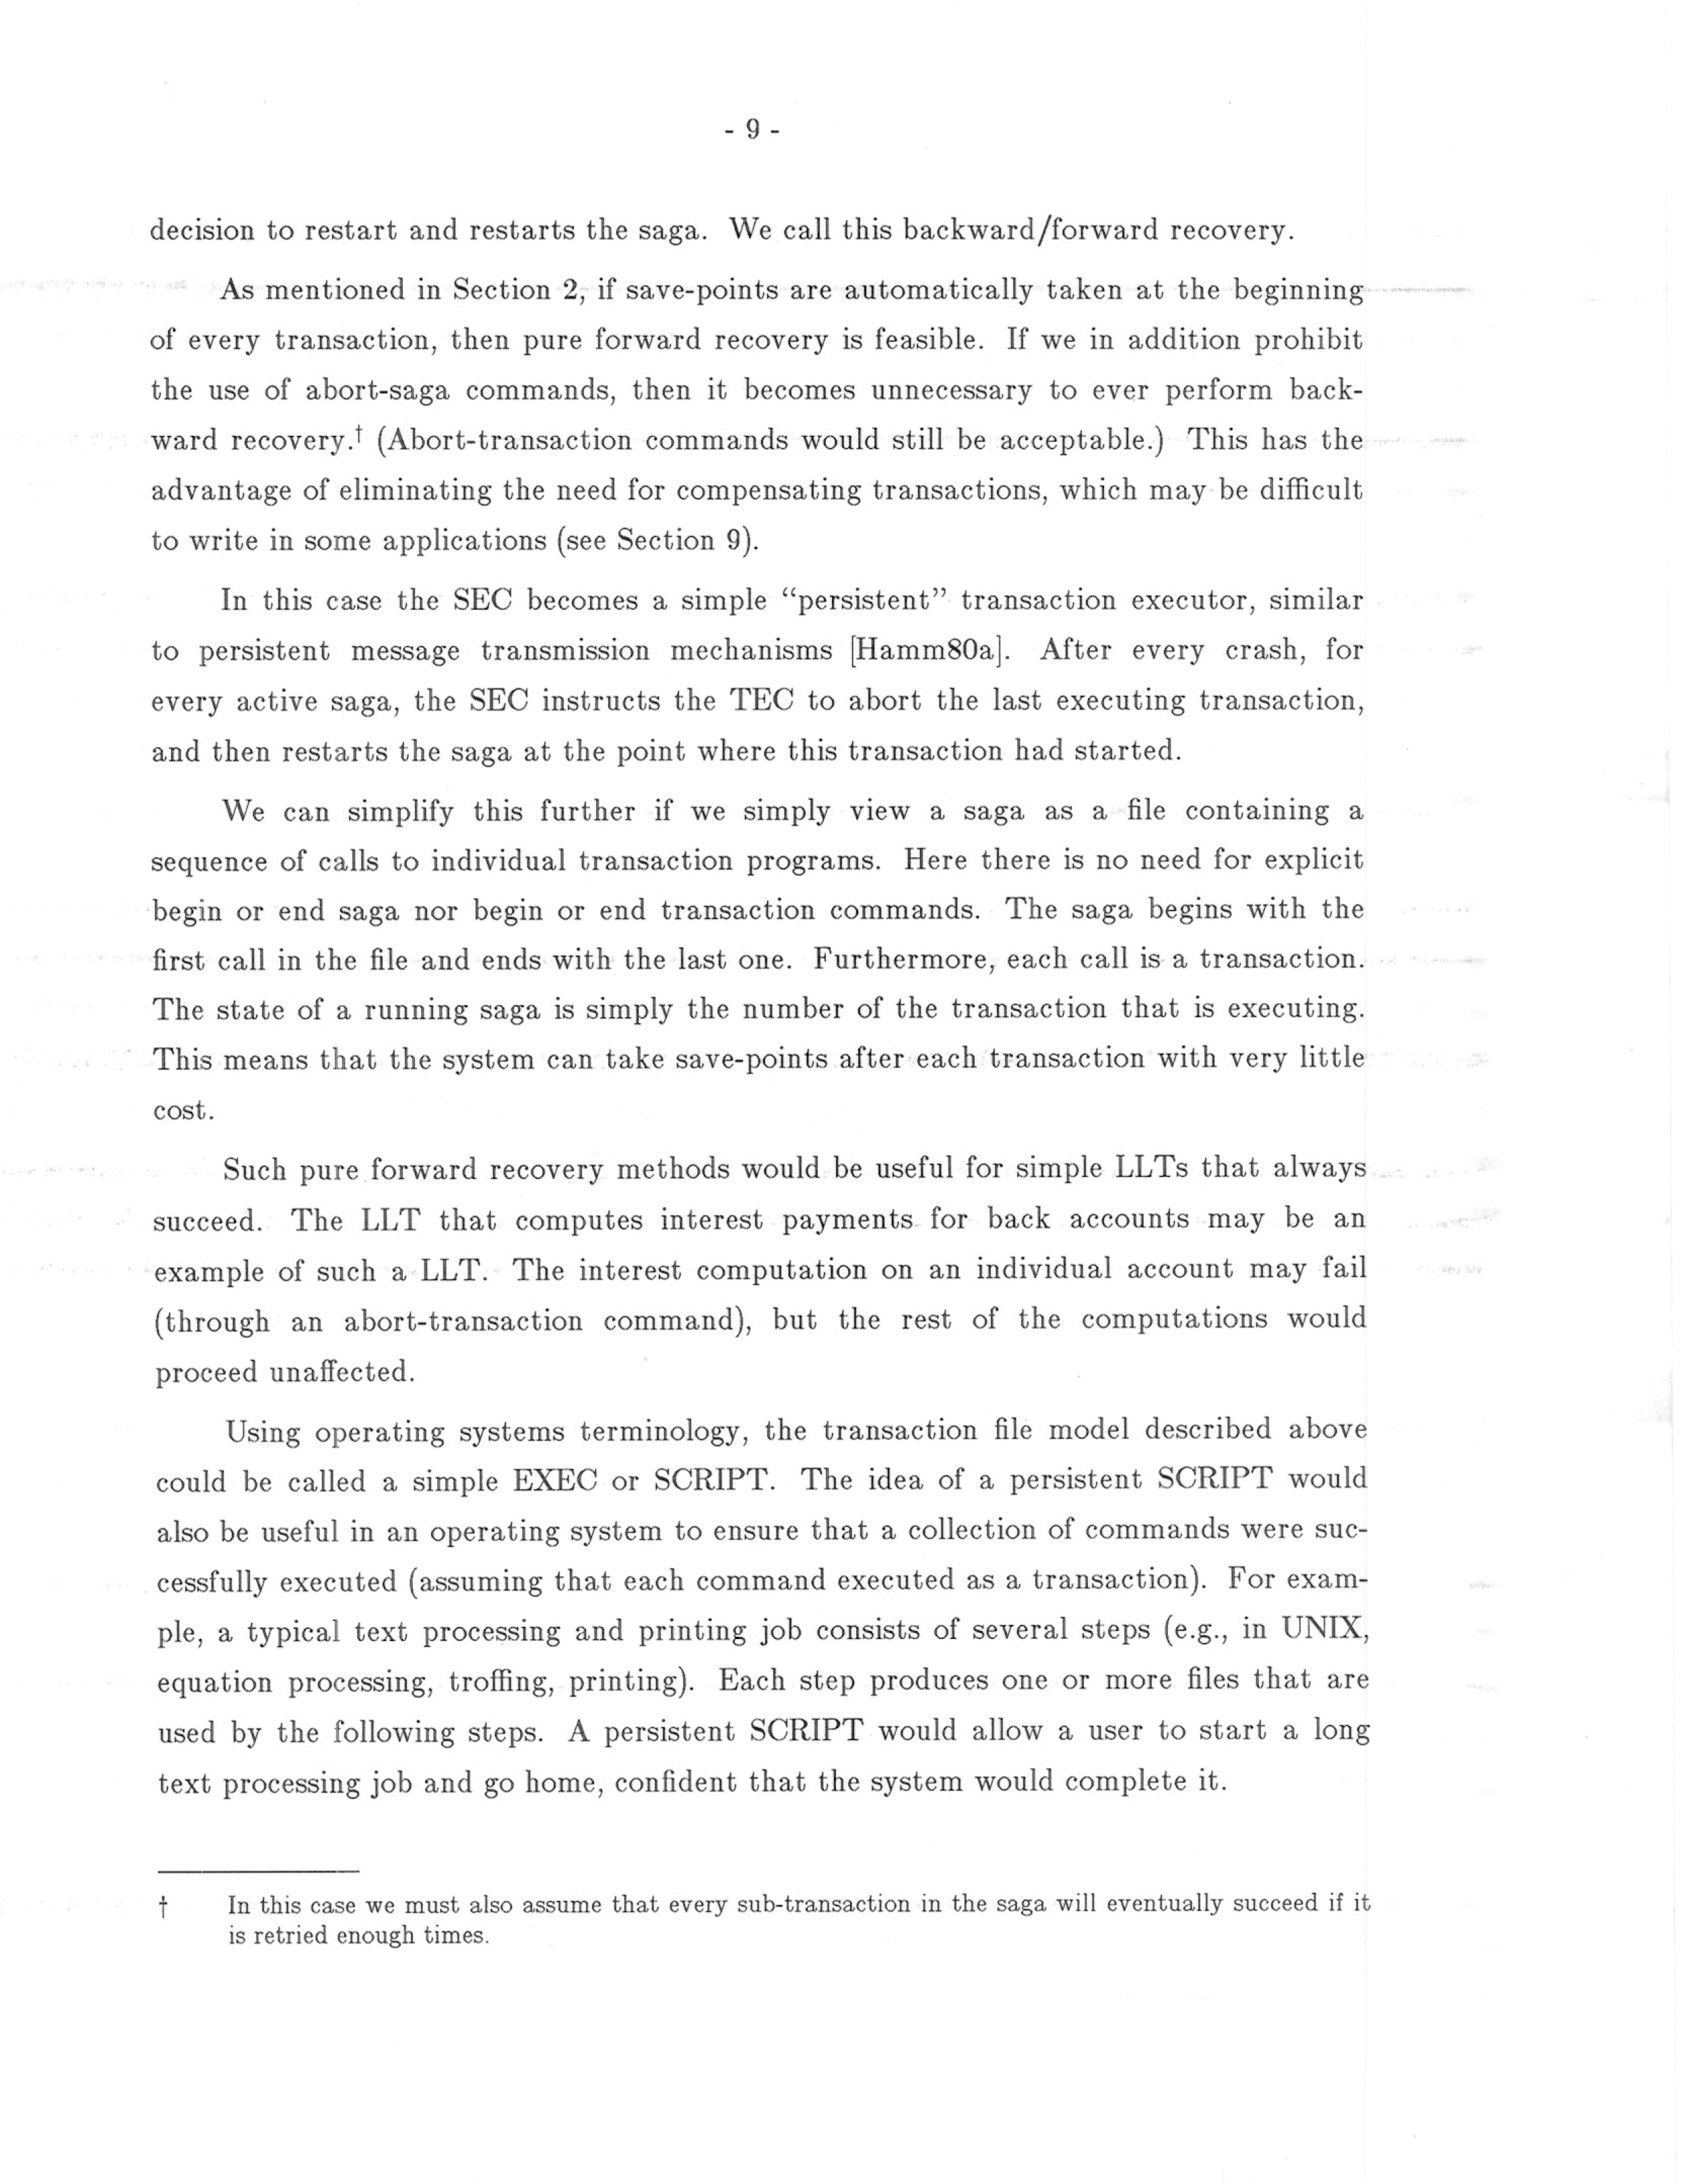 - 9 -
decision to restart and restarts the saga. We call this backward/forward recovery.
As mentioned in Section 2, if save-points are automatically taken at the beginning
of every transaction, then pure forward recovery is feasible. If we in addition prohibit
the use of abort-saga commands, then it becomes unnecessary to ever perform back-
ward recovery.† (Abort-transaction commands would still be acceptable.) This has the
advantage of eliminating the need for compensating transactions, which may be difficult
to write in some applications (see Section 9).
In this case the SEC becomes a simple “persistent” transaction executor, similar
to persistent message transmission mechanisms [Hamm80a]. After every crash, for
every active saga, the SEC instructs the TEC to abort the last executing transaction,
and then restarts the saga at the point where this transaction had started.
We can simplify this further if we simply view a saga as a file containing a
sequence of calls to individual transaction programs. Here there is no need for explicit
begin or end saga nor begin or end transaction commands. The saga begins with the
first call in the file and ends with the last one. Furthermore, each call is a transaction.
The state of a running saga is simply the number of the transaction that is executing.
This means that the system can take save-points after each transaction with very little
cost.
Such pure forward recovery methods would be useful for simple LLTs that always
succeed. The LLT that computes interest payments for back accounts may be an
example of such a LLT. The interest computation on an individual account may fail
(through an abort-transaction command), but the rest of the computations would
proceed unaffected.
Using operating systems terminology, the transaction file model described above
could be called a simple EXEC or SCRIPT. The idea of a persistent SCRIPT would
also be useful in an operating system to ensure that a collection of commands were suc-
cessfully executed (assuming that each command executed as a transaction). For exam-
ple, a typical text processing and printing job consists of several steps (e.g., in UNIX,
equation processing, troffing, printing). Each step produces one or more files that are
used by the following steps. A persistent SCRIPT would allow a user to start a long
text processing job and go home, confident that the system would complete it.
† In this case we must also assume that every sub-transaction in the saga will eventually succeed if it
is retried enough times.